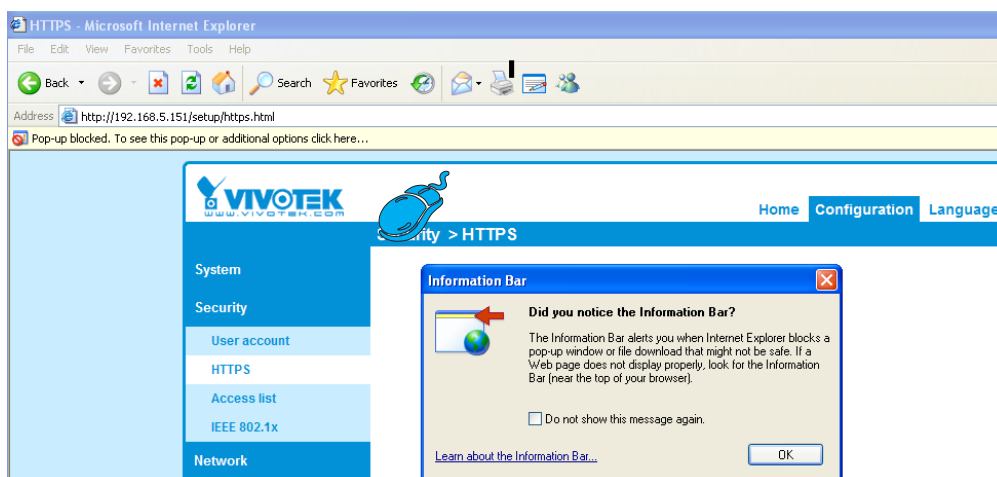 HTTPS - Microsoft Internet Explorer
File Edit View Favorites Tools Help
Back Search Favorites
Address http://192.168.5.151/setup/https.html
Pop-up blocked. To see this pop-up or additional options click here...
VIVOTEK
www.vivotek.com
Home Configuration Language
> HTTPS
System
Security
User account
HTTPS
Access list
IEEE 802.1x
Network
Information Bar
Did you notice the Information Bar?
The Information Bar alerts you when Internet Explorer blocks a
pop-up window or file download that might not be safe. If a
Web page does not display properly, look for the Information
Bar (near the top of your browser).
Do not show this message again.
Learn about the Information Bar...
OK